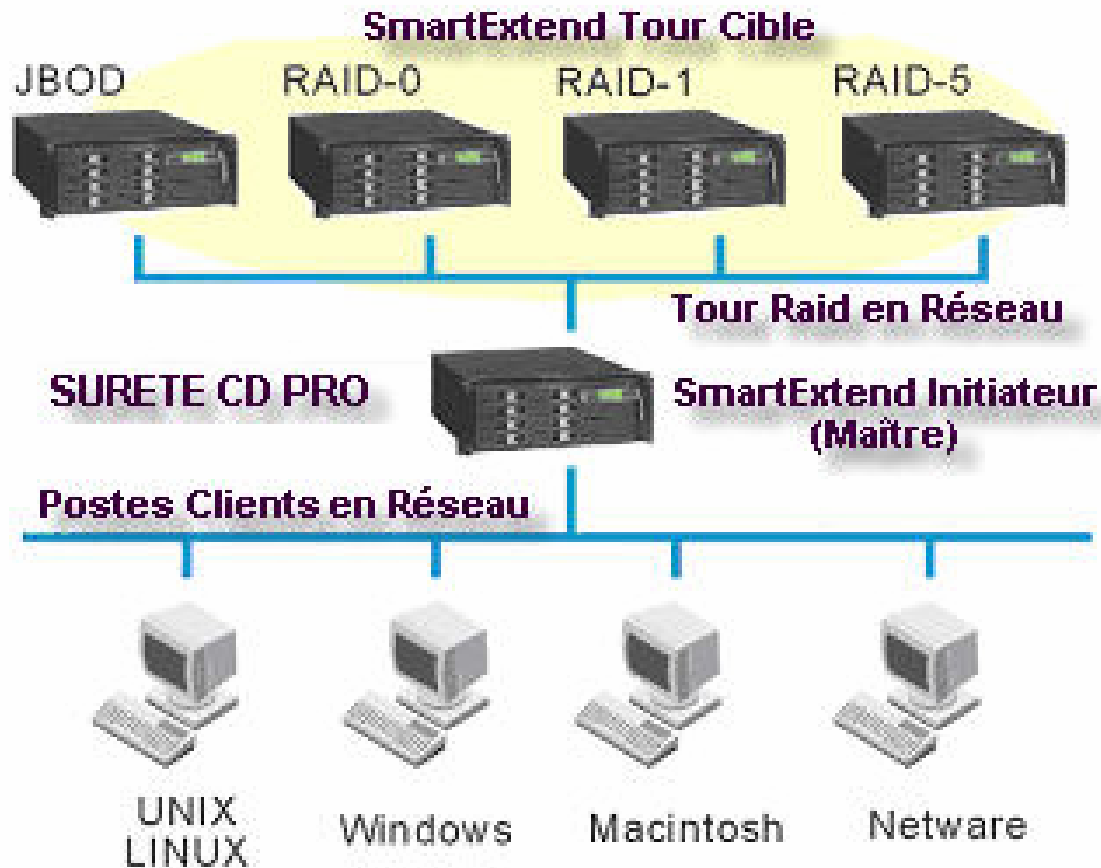 SmartExtend Tour Cible
JBOD RAID-0 RAID-1 RAID-5
Tour Raid en Réseau
SURETE CD PRO
SmartExtend Initiateur
(Maître)
Postes Clients en Réseau
UNIX
LINUX
Windows
Macintosh
Netware